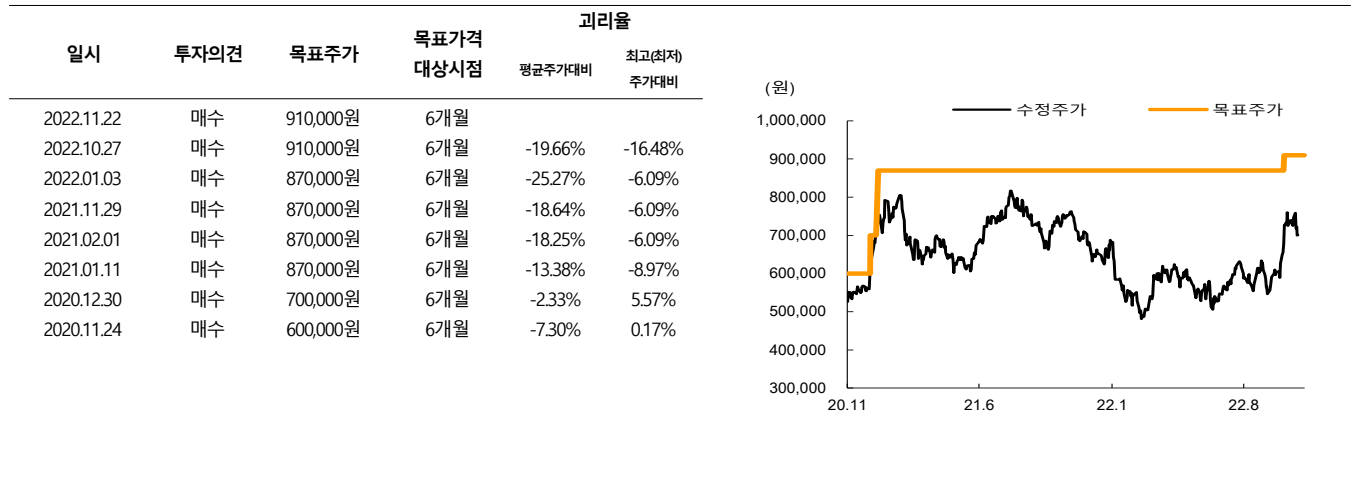 일시 투자의견 목표주가 목표가격 대상시점 괴리율
평균주가대비 최고(최저) 주가대비
2022.11.22 매수 910,000원 6개월
2022.10.27 매수 910,000원 6개월 -19.66% -16.48%
2022.01.03 매수 870,000원 6개월 -25.27% -6.09%
2021.11.29 매수 870,000원 6개월 -18.64% -6.09%
2021.02.01 매수 870,000원 6개월 -18.25% -6.09%
2021.01.11 매수 870,000원 6개월 -13.38% -8.97%
2020.12.30 매수 700,000원 6개월 -2.33% 5.57%
2020.11.24 매수 600,000원 6개월 -7.30% 0.17%
(원)
수정주가 목표주가
1,000,000
900,000
800,000
700,000
600,000
500,000
400,000
300,000
20.11 21.6 22.1 22.8